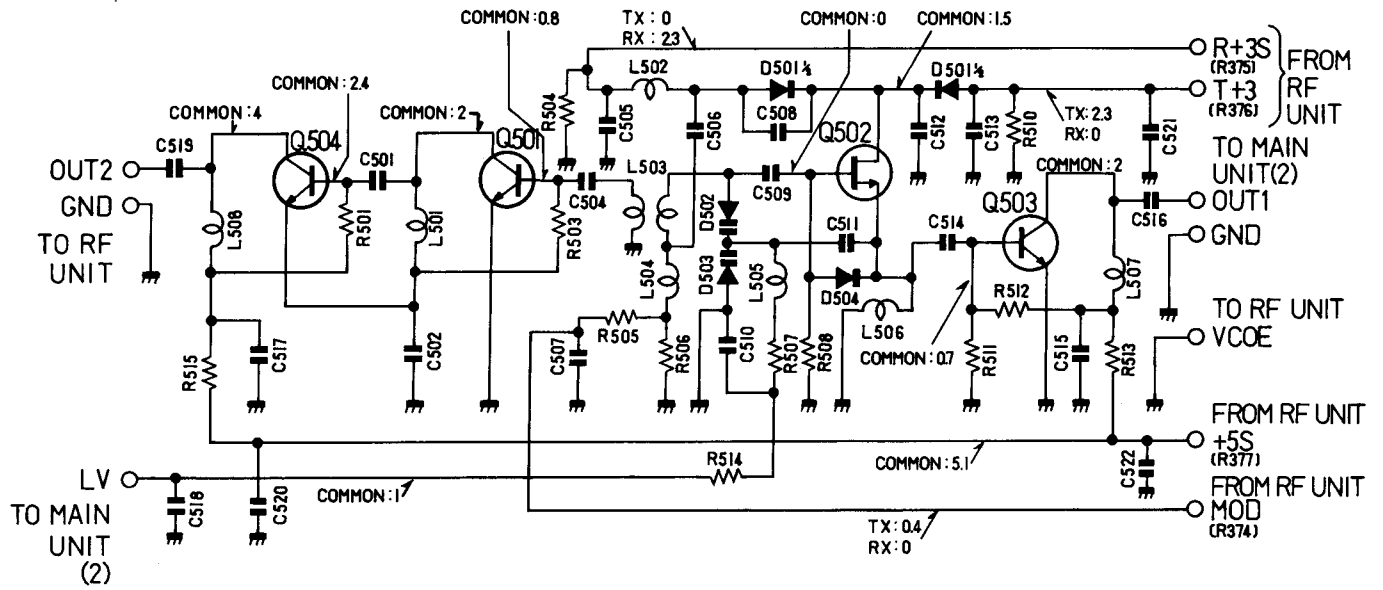 COMMON:0.8
TX:0
RX:2.3
COMMON:0
COMMON:1.5
R+3S
(R375)
FROM
RF
UNIT
T+3
(R376)
COMMON:2.4
L502
D501½
D501½
COMMON:4
COMMON:2
R504
C505
C506
C508
C512
C513
R510
TX:2.3
RX:0
C521
C519
Q504
Q501
Q502
TO MAIN
UNIT(2)
COMMON:2
OUT2
C501
L503
C509
Q503
C516
OUT1
GND
C504
D502
C511
C514
GND
TO RF
UNIT
L508
R501
L501
R503
L504
D503
L505
D504
R512
L507
L506
TO RF UNIT
VCOE
R515
C517
C502
C507
R505
R506
C510
R507
R508
COMMON:0.7
R511
C515
R513
FROM RF UNIT
+5S
(R377)
LV
R514
COMMON:5.1
C522
COMMON:1
C518
C520
FROM RF UNIT
MOD
(R374)
TO MAIN
UNIT
(2)
TX:0.4
RX:0